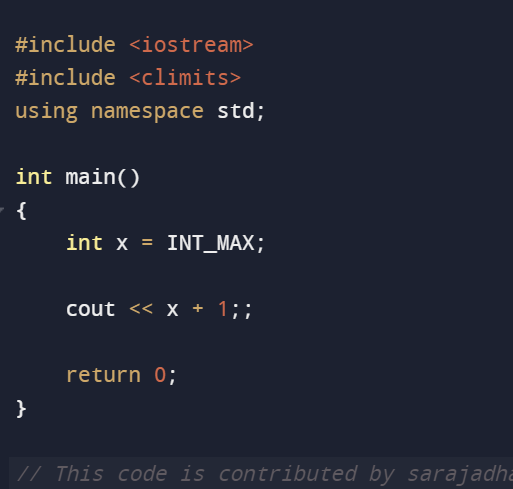 #include <iostream>
#include <climits>
using namespace std;
int main()
{
    int x = INT_MAX;
    cout << x + 1;;
    return 0;
}
// This code is contributed by